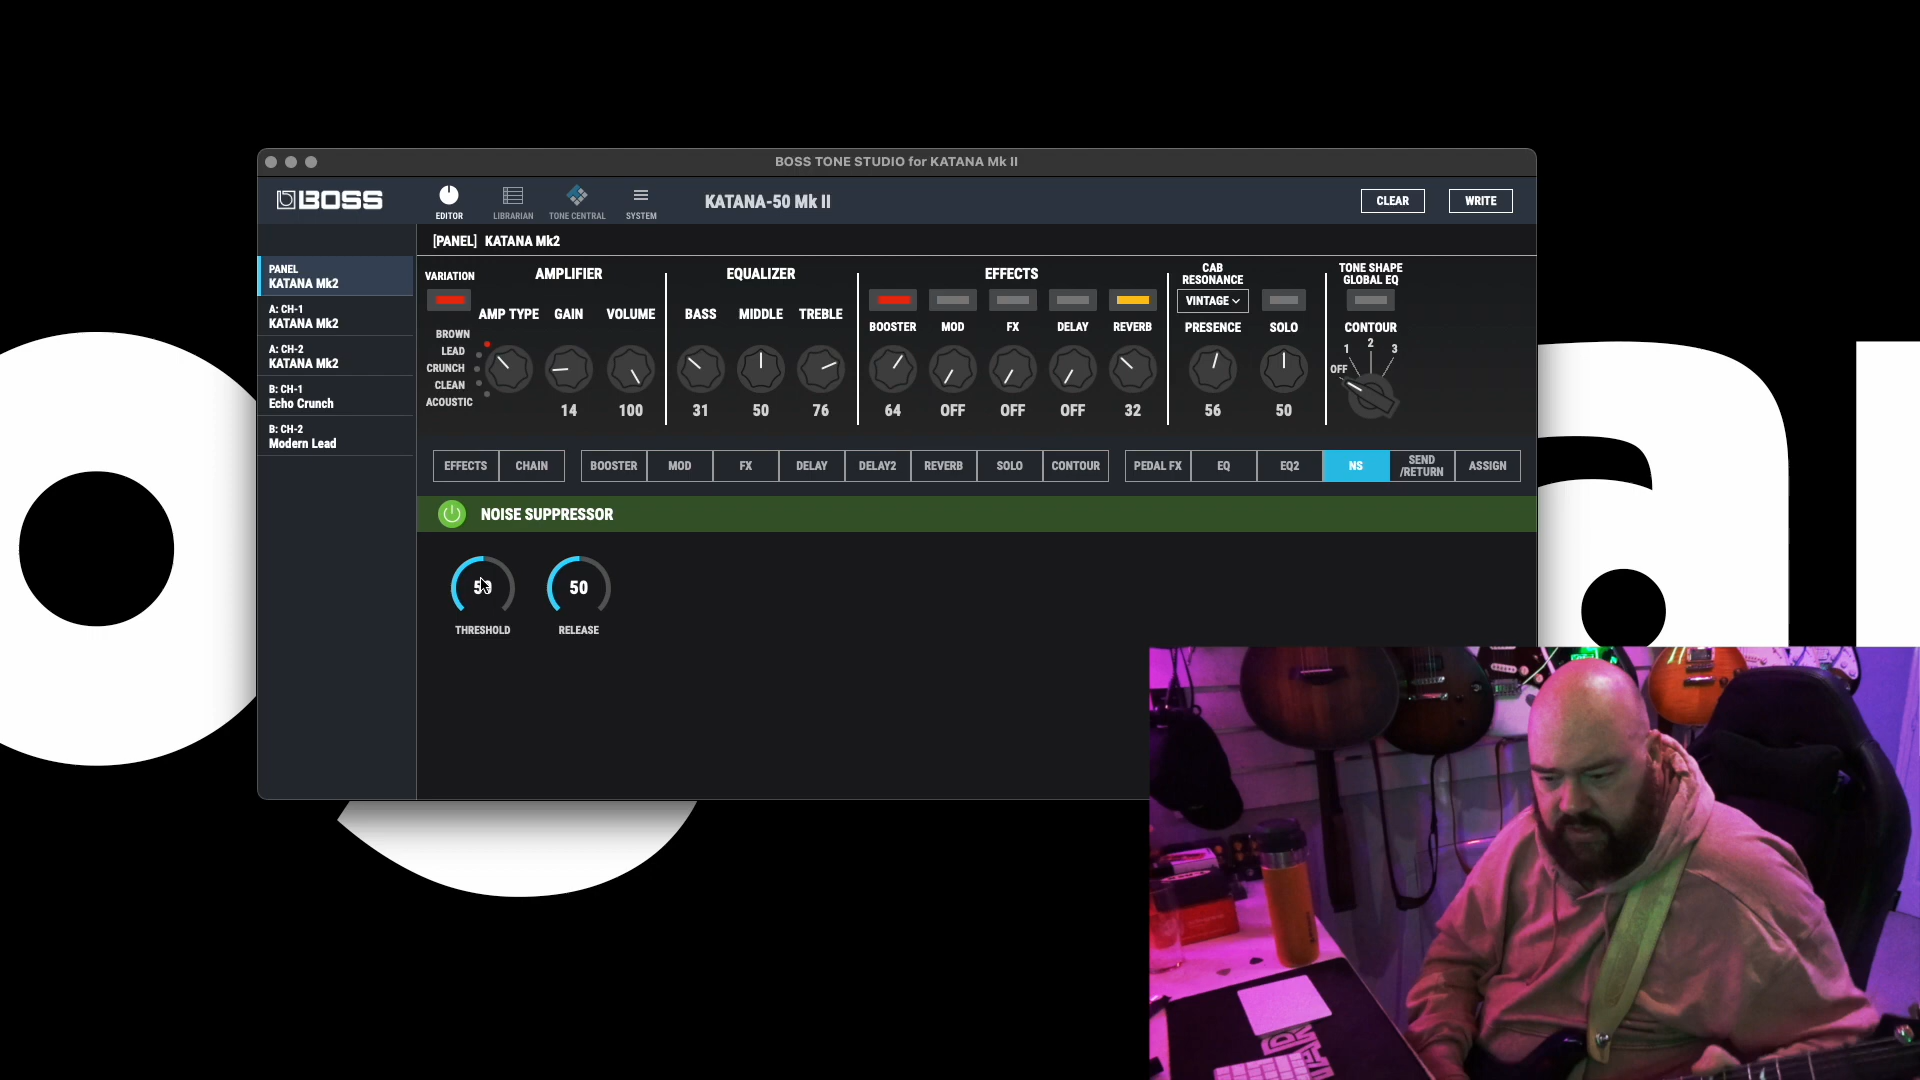 BOSS TONE STUDIO for KATANA Mk II
BOSS
EDITOR
LIBRARIAN
TONE CENTRAL
SYSTEM
KATANA-50 Mk II
CLEAR
WRITE
[PANEL] KATANA Mk2
PANEL
KATANA Mk2
A: CH-1
KATANA Mk2
A: CH-2
KATANA Mk2
B: CH-1
Echo Crunch
B: CH-2
Modern Lead
VARIATION
AMPLIFIER
AMP TYPE
GAIN
VOLUME
BROWN
LEAD
CRUNCH
CLEAN
ACOUSTIC
14
100
EQUALIZER
BASS
MIDDLE
TREBLE
31
50
76
EFFECTS
BOOSTER
MOD
FX
DELAY
REVERB
64
OFF
OFF
OFF
32
CAB
RESONANCE
VINTAGE
PRESENCE
SOLO
56
50
TONE SHAPE
GLOBAL EQ
CONTOUR
OFF
1
2
3
EFFECTS
CHAIN
BOOSTER
MOD
FX
DELAY
DELAY2
REVERB
SOLO
CONTOUR
PEDAL FX
EQ
EQ2
NS
SEND
/RETURN
ASSIGN
NOISE SUPPRESSOR
50
THRESHOLD
50
RELEASE